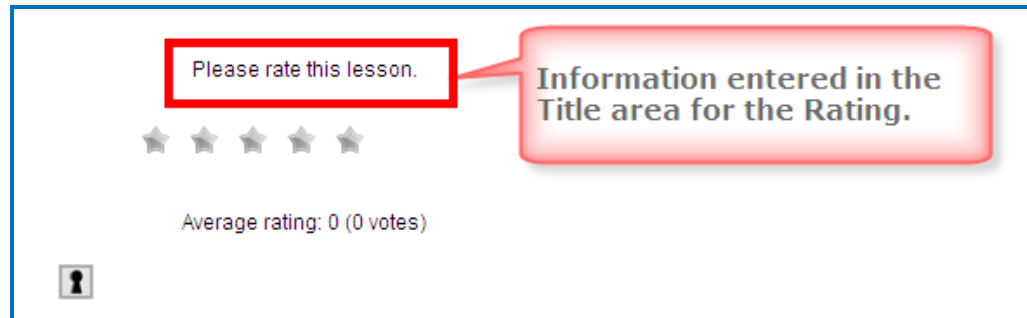 Please rate this lesson.
Information entered in the
Title area for the Rating.
Average rating: 0 (0 votes)